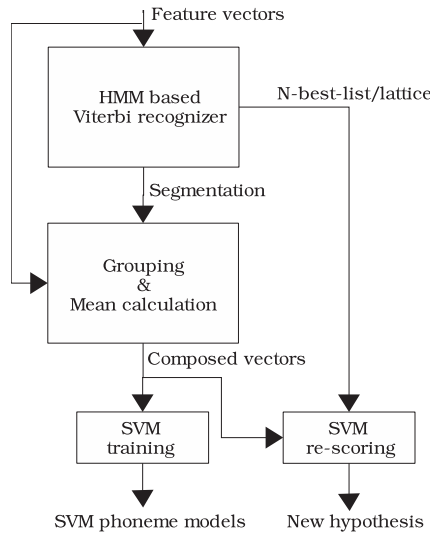 Feature vectors
HMM based
Viterbi recognizer
N-best-list/lattice
Segmentation
Grouping
&
Mean calculation
Composed vectors
SVM
training
SVM
re-scoring
SVM phoneme models
New hypothesis